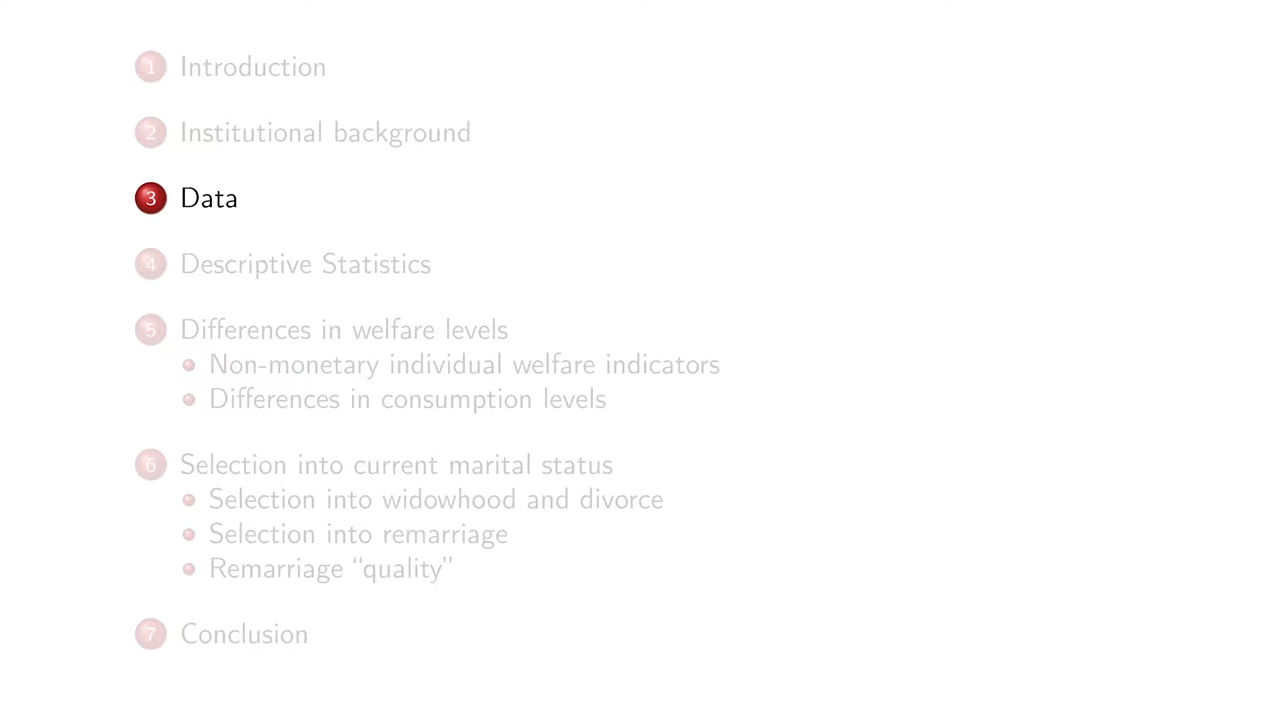 1 Introduction
2 Institutional background
3 Data
4 Descriptive Statistics
5 Differences in welfare levels
Non-monetary individual welfare indicators
Differences in consumption levels
6 Selection into current marital status
Selection into widowhood and divorce
Selection into remarriage
Remarriage “quality”
7 Conclusion